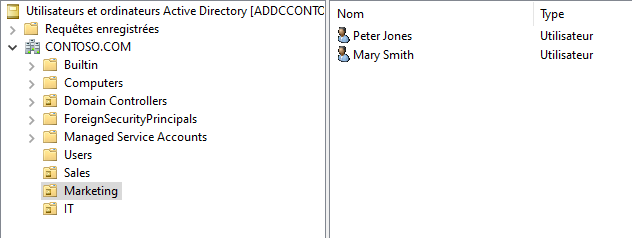 Utilisateurs et ordinateurs Active Directory [ADDCCONTO
Requêtes enregistrées
CONTOSO.COM
Builtin
Computers
Domain Controllers
ForeignSecurityPrincipals
Managed Service Accounts
Users
Sales
Marketing
IT
Nom Type
Peter Jones Utilisateur
Mary Smith Utilisateur